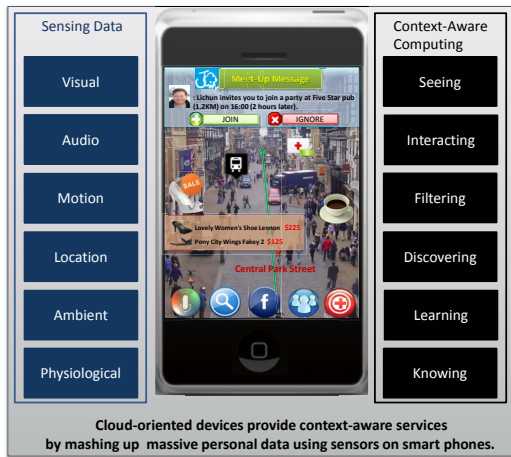 Sensing Data
Visual
Audio
Motion
Location
Ambient
Physiological
Meet-Up Message
: Lichun invites you to join a party at Five Star pub
(1.2KM) on 16:00 (2 hours later).
JOIN
IGNORE
SALE
Lovely Women's Shoe Lennon $225
Pony City Wings Fakey 2 $125
Central Park Street
f
Context-Aware
Computing
Seeing
Interacting
Filtering
Discovering
Learning
Knowing
Cloud-oriented devices provide context-aware services
by mashing up massive personal data using sensors on smart phones.